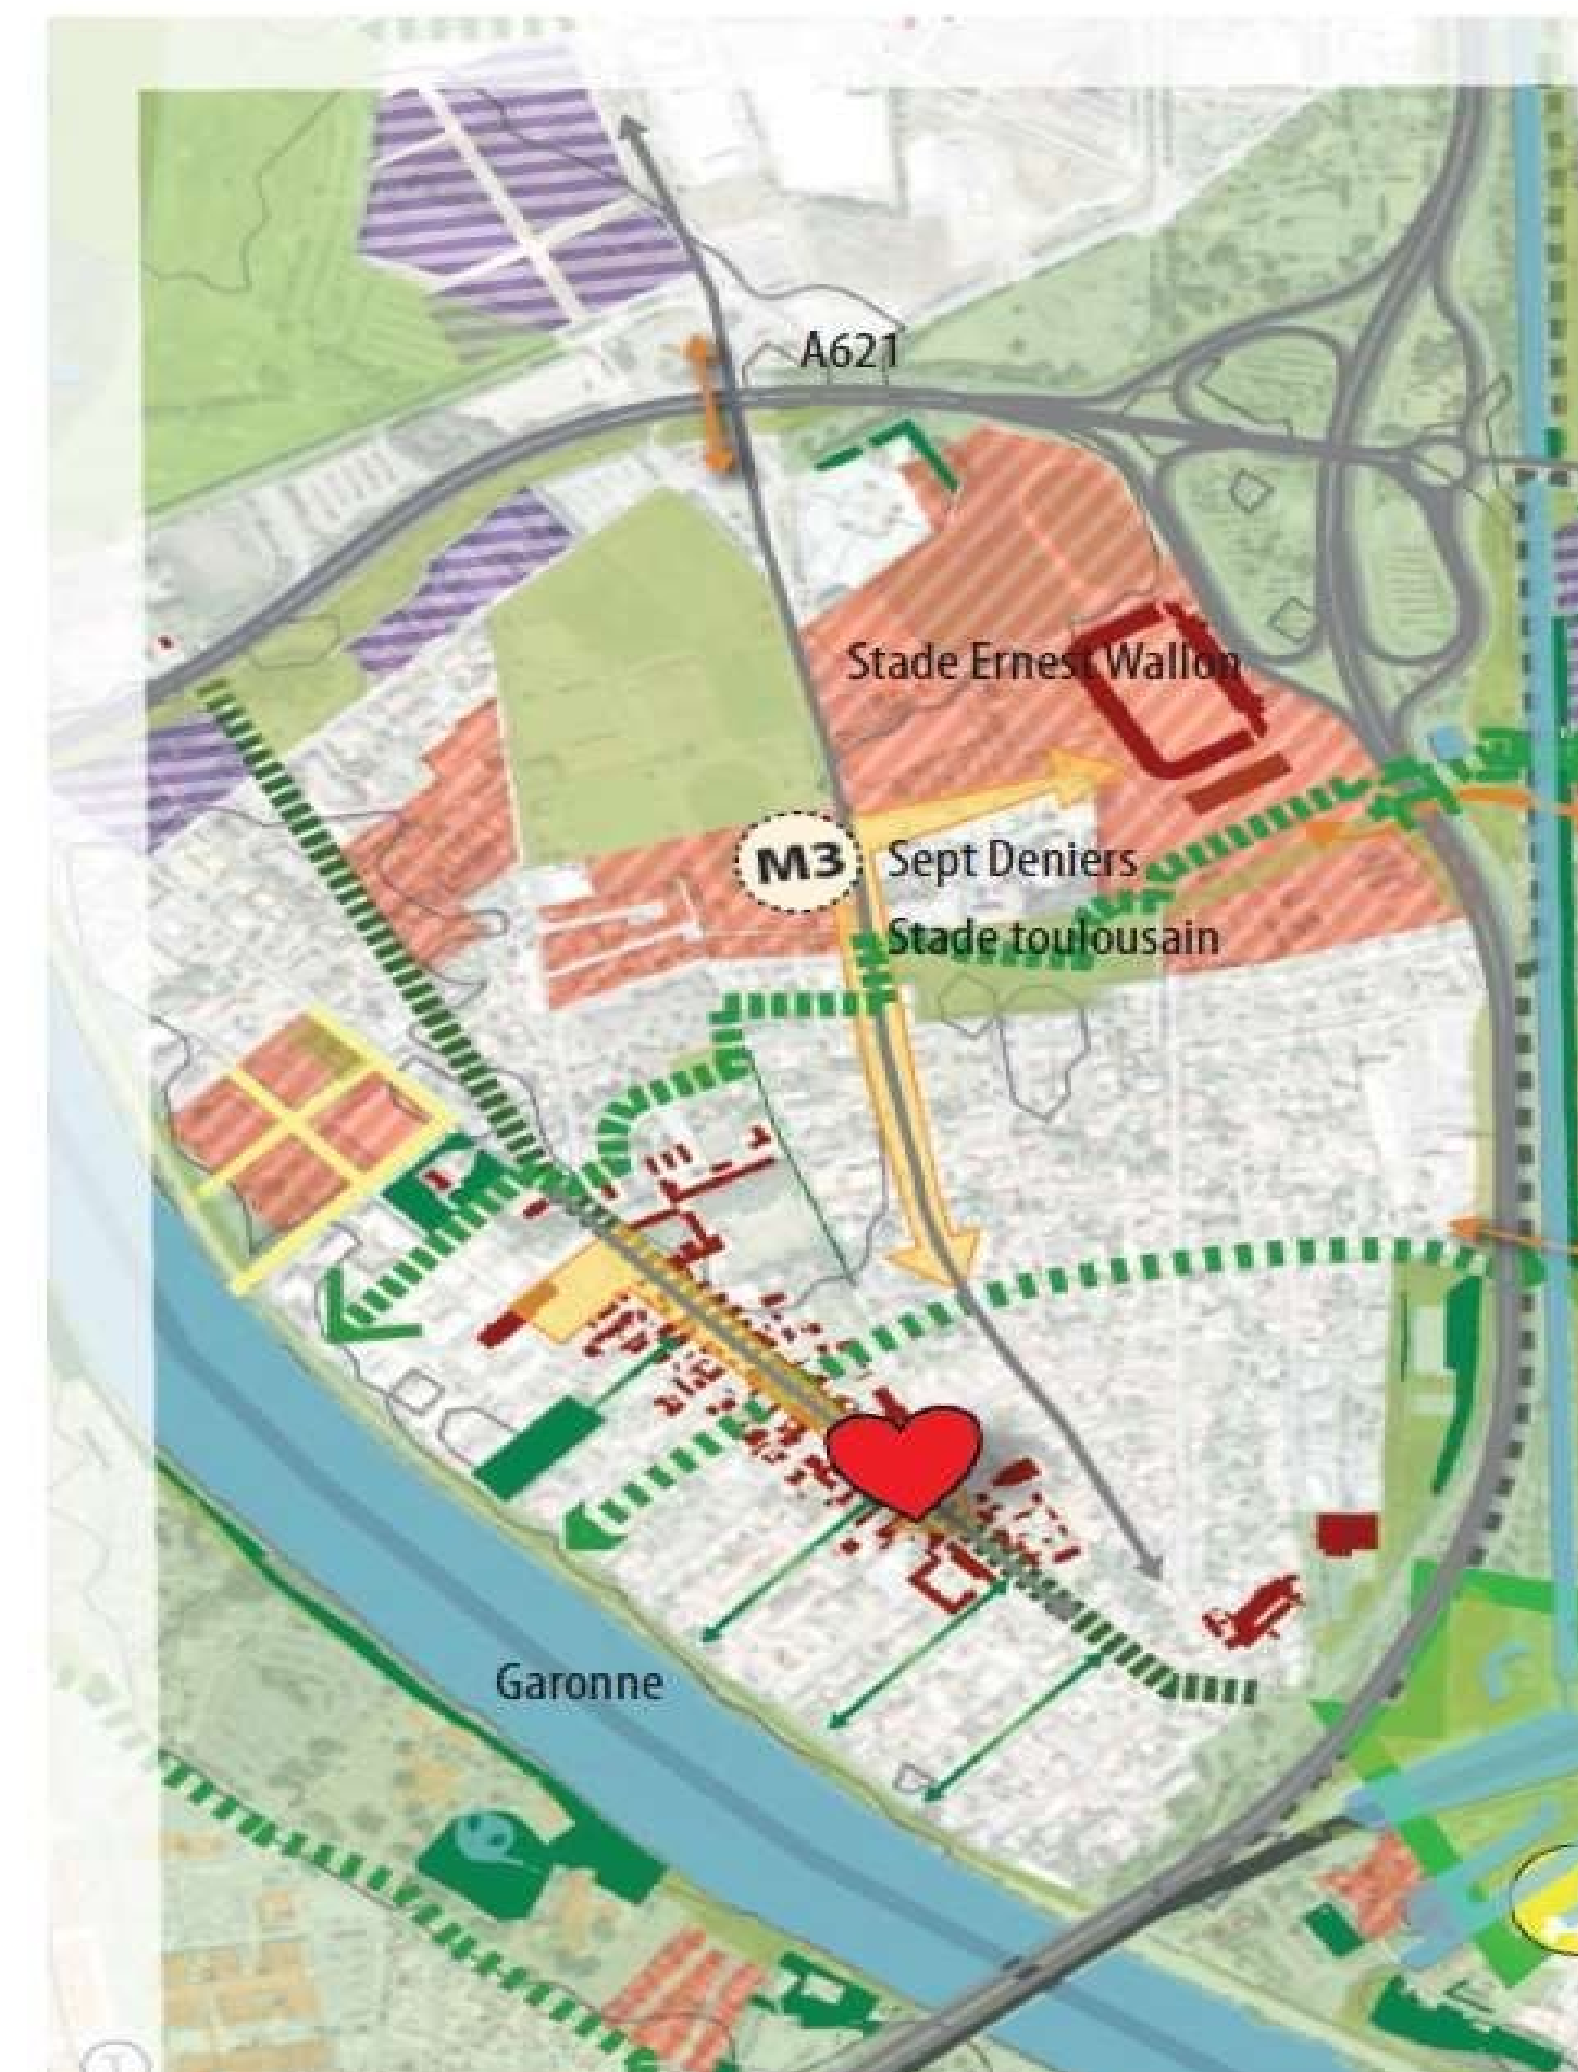 A621
Stade Ernest Wallon
M3
Sept Deniers
Stade toulousain
Garonne